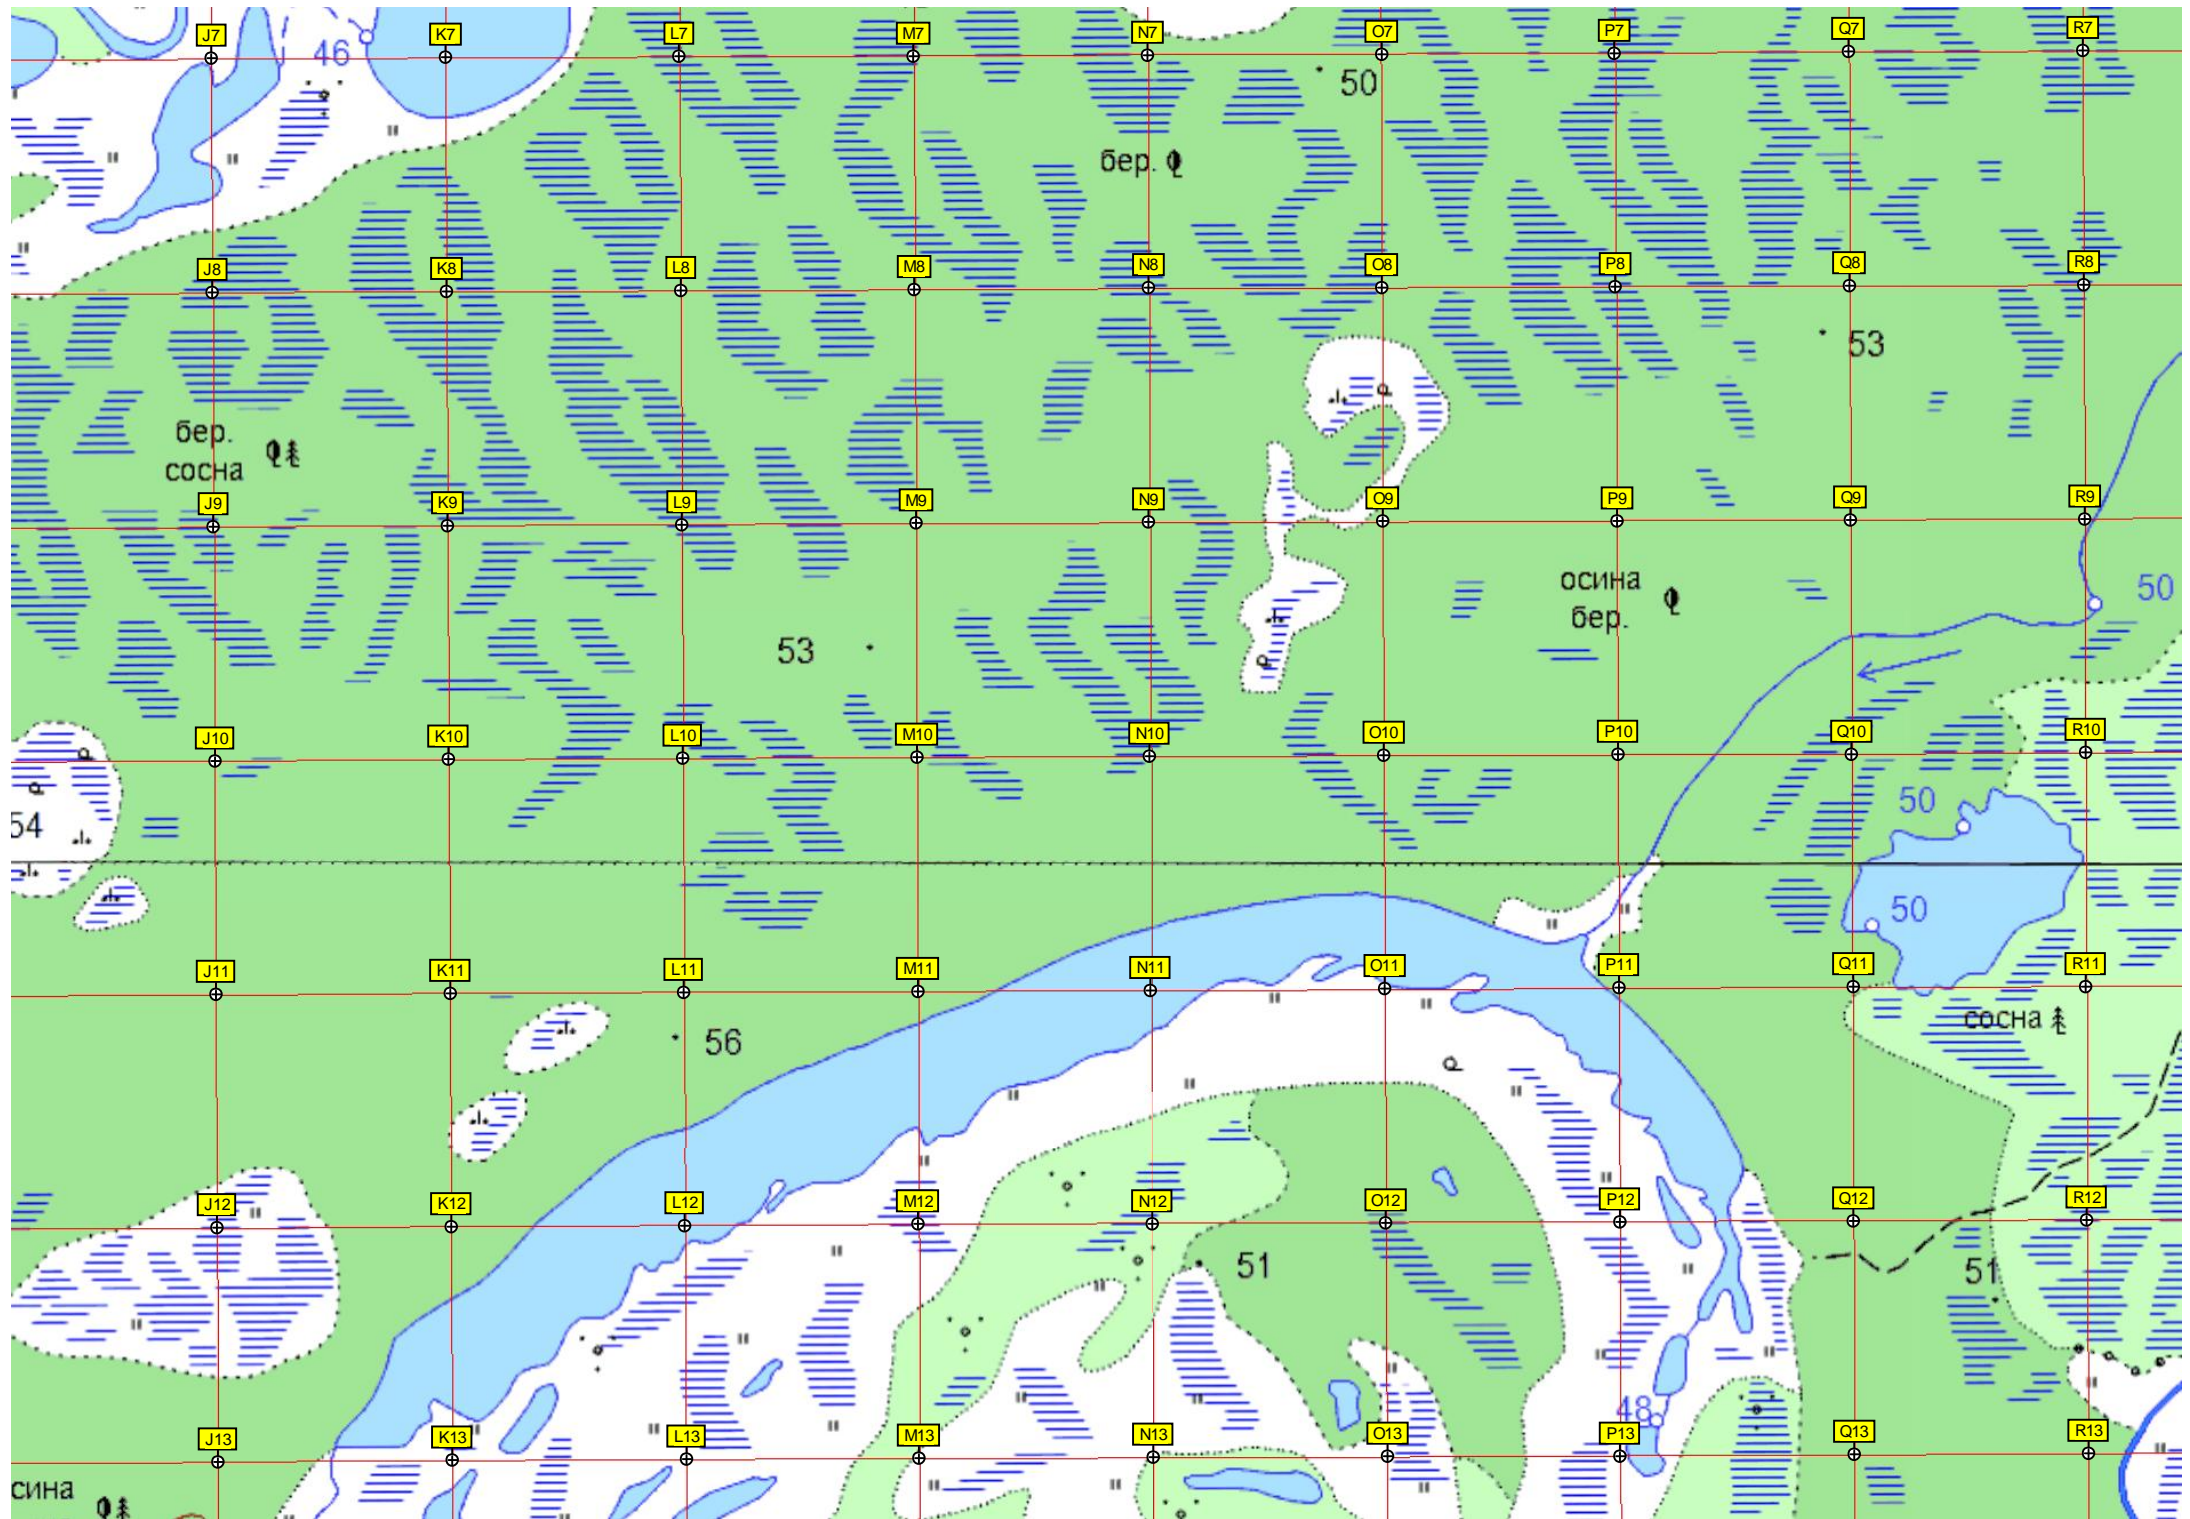 J7 K7 L7 M7 N7 O7 P7 Q7 R7
46
50
бер.
J8 K8 L8 M8 N8 O8 P8 Q8 R8
53
бер.
сосна
J9 K9 L9 M9 N9 O9 P9 Q9 R9
осина
бер.
50
53
J10 K10 L10 M10 N10 O10 P10 Q10 R10
50
54
50
J11 K11 L11 M11 N11 O11 P11 Q11 R11
сосна
56
J12 K12 L12 M12 N12 O12 P12 Q12 R12
51
51
48
J13 K13 L13 M13 N13 O13 P13 Q13 R13
сина